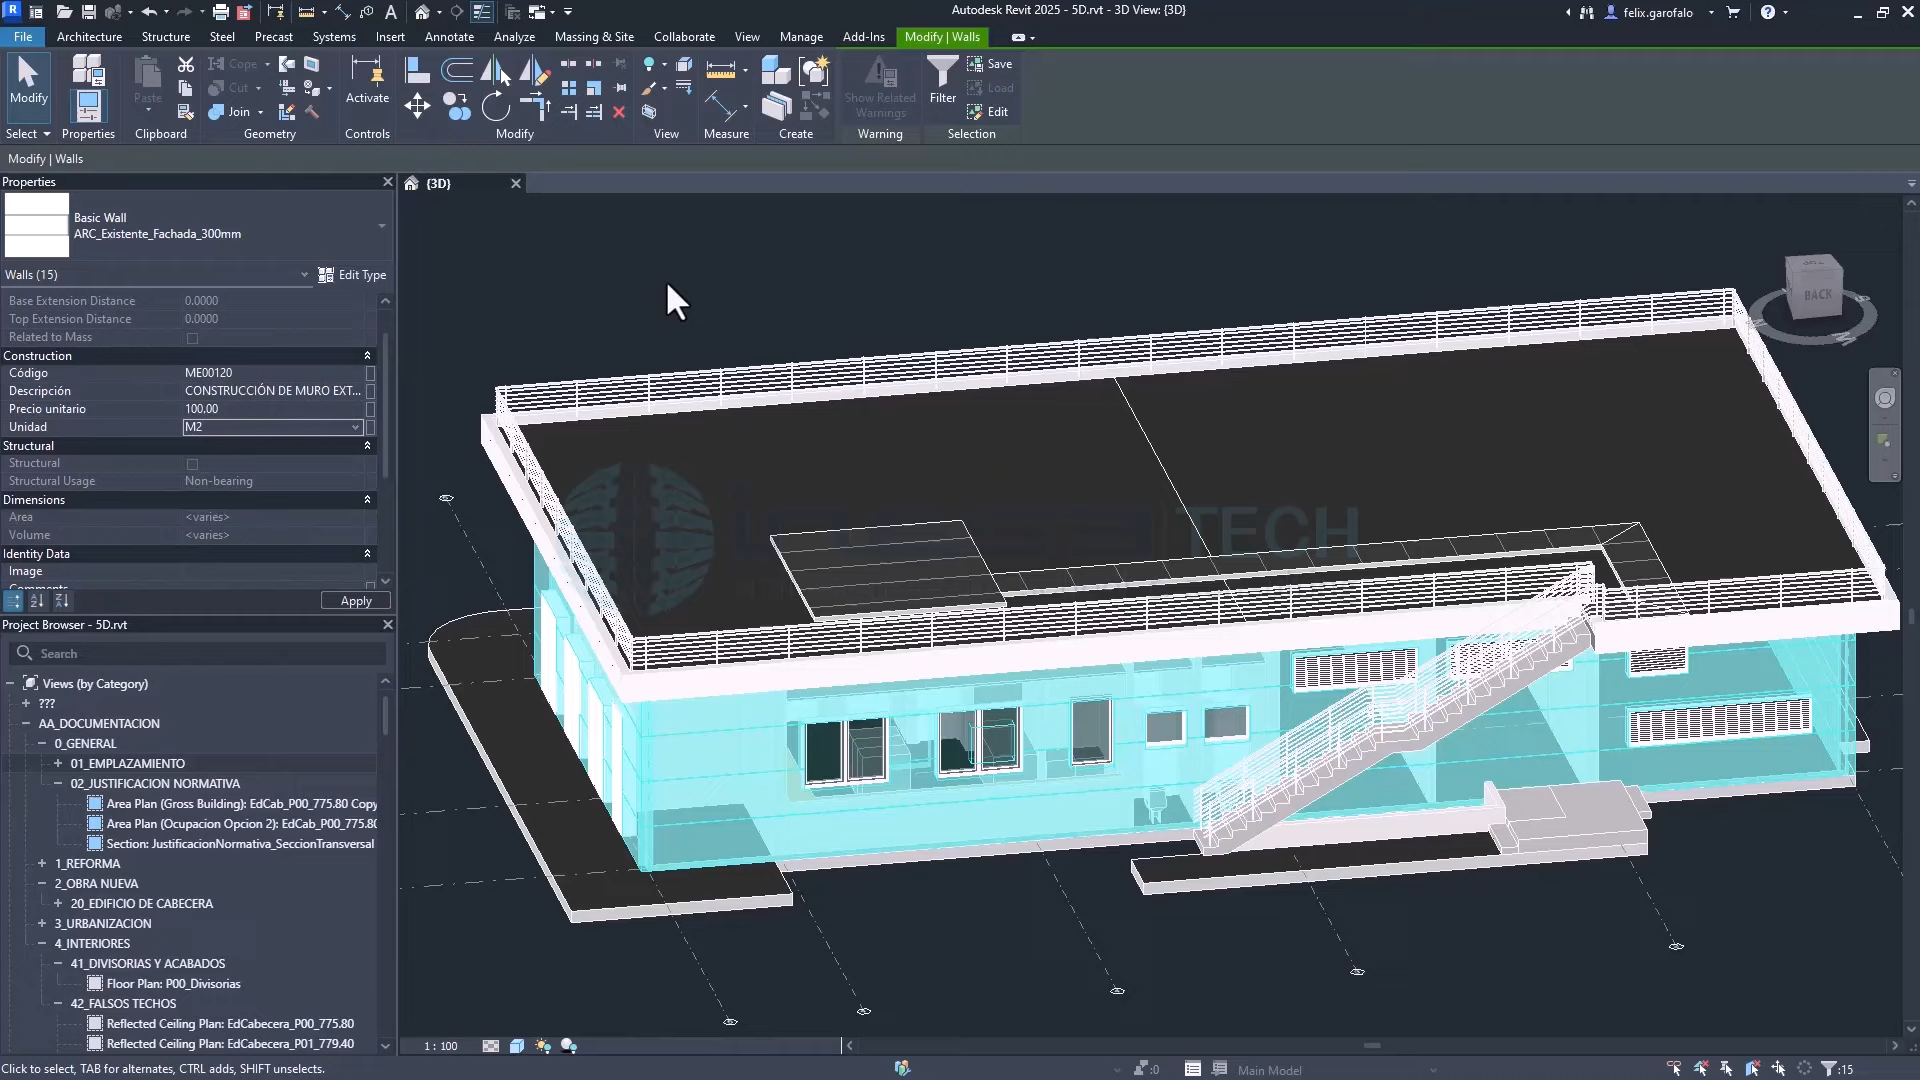 Autodesk Revit 2025 - 5D.rvt - 3D View: {3D}
felix.garofalo
File Architecture Structure Steel Precast Systems Insert Annotate Analyze Massing & Site Collaborate View Manage Add-Ins Modify | Walls
Modify
Paste
Cope
Cut
Join
Activate
Show Related
Warnings
Filter
Save
Load
Edit
Select Properties Clipboard Geometry Controls Modify View Measure Create Warning Selection
Modify | Walls
Properties
{3D}
Basic Wall
ARC_Existente_Fachada_300mm
Walls (15)
Edit Type
Base Extension Distance 0.0000
Top Extension Distance 0.0000
Related to Mass
Construction
Código ME00120
Descripción CONSTRUCCIÓN DE MURO EXT...
Precio unitario 100.00
Unidad M2
Structural
Structural
Structural Usage Non-bearing
Dimensions
Area <varies>
Volume <varies>
Identity Data
Image
Apply
Project Browser - 5D.rvt
Search
Views (by Category)
???
AA_DOCUMENTACION
0_GENERAL
01_EMPLAZAMIENTO
02_JUSTIFICACION NORMATIVA
Area Plan (Gross Building): EdCab_P00_775.80 Copy
Area Plan (Ocupacion Opcion 2): EdCab_P00_775.80
Section: JustificacionNormativa_SeccionTransversal
1_REFORMA
2_OBRA NUEVA
20_EDIFICIO DE CABECERA
3_URBANIZACION
4_INTERIORES
41_DIVISORIAS Y ACABADOS
Floor Plan: P00_Divisorias
42_FALSOS TECHOS
Reflected Ceiling Plan: EdCabecera_P00_775.80
Reflected Ceiling Plan: EdCabecera_P01_779.40
BACK
TECH
1 : 100
Click to select, TAB for alternates, CTRL adds, SHIFT unselects.
:0
Main Model
:15